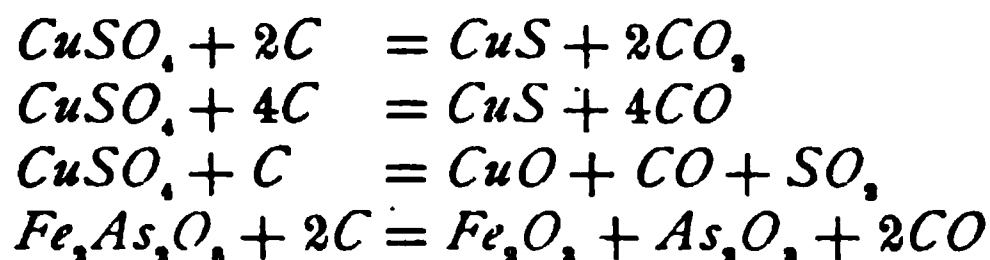 CuSO₄ + 2C = CuS + 2CO₂
CuSO₄ + 4C = CuS + 4CO
CuSO₄ + C = CuO + CO + SO₂
Fe₂As₂O₈ + 2C = Fe₂O₃ + As₂O₃ + 2CO